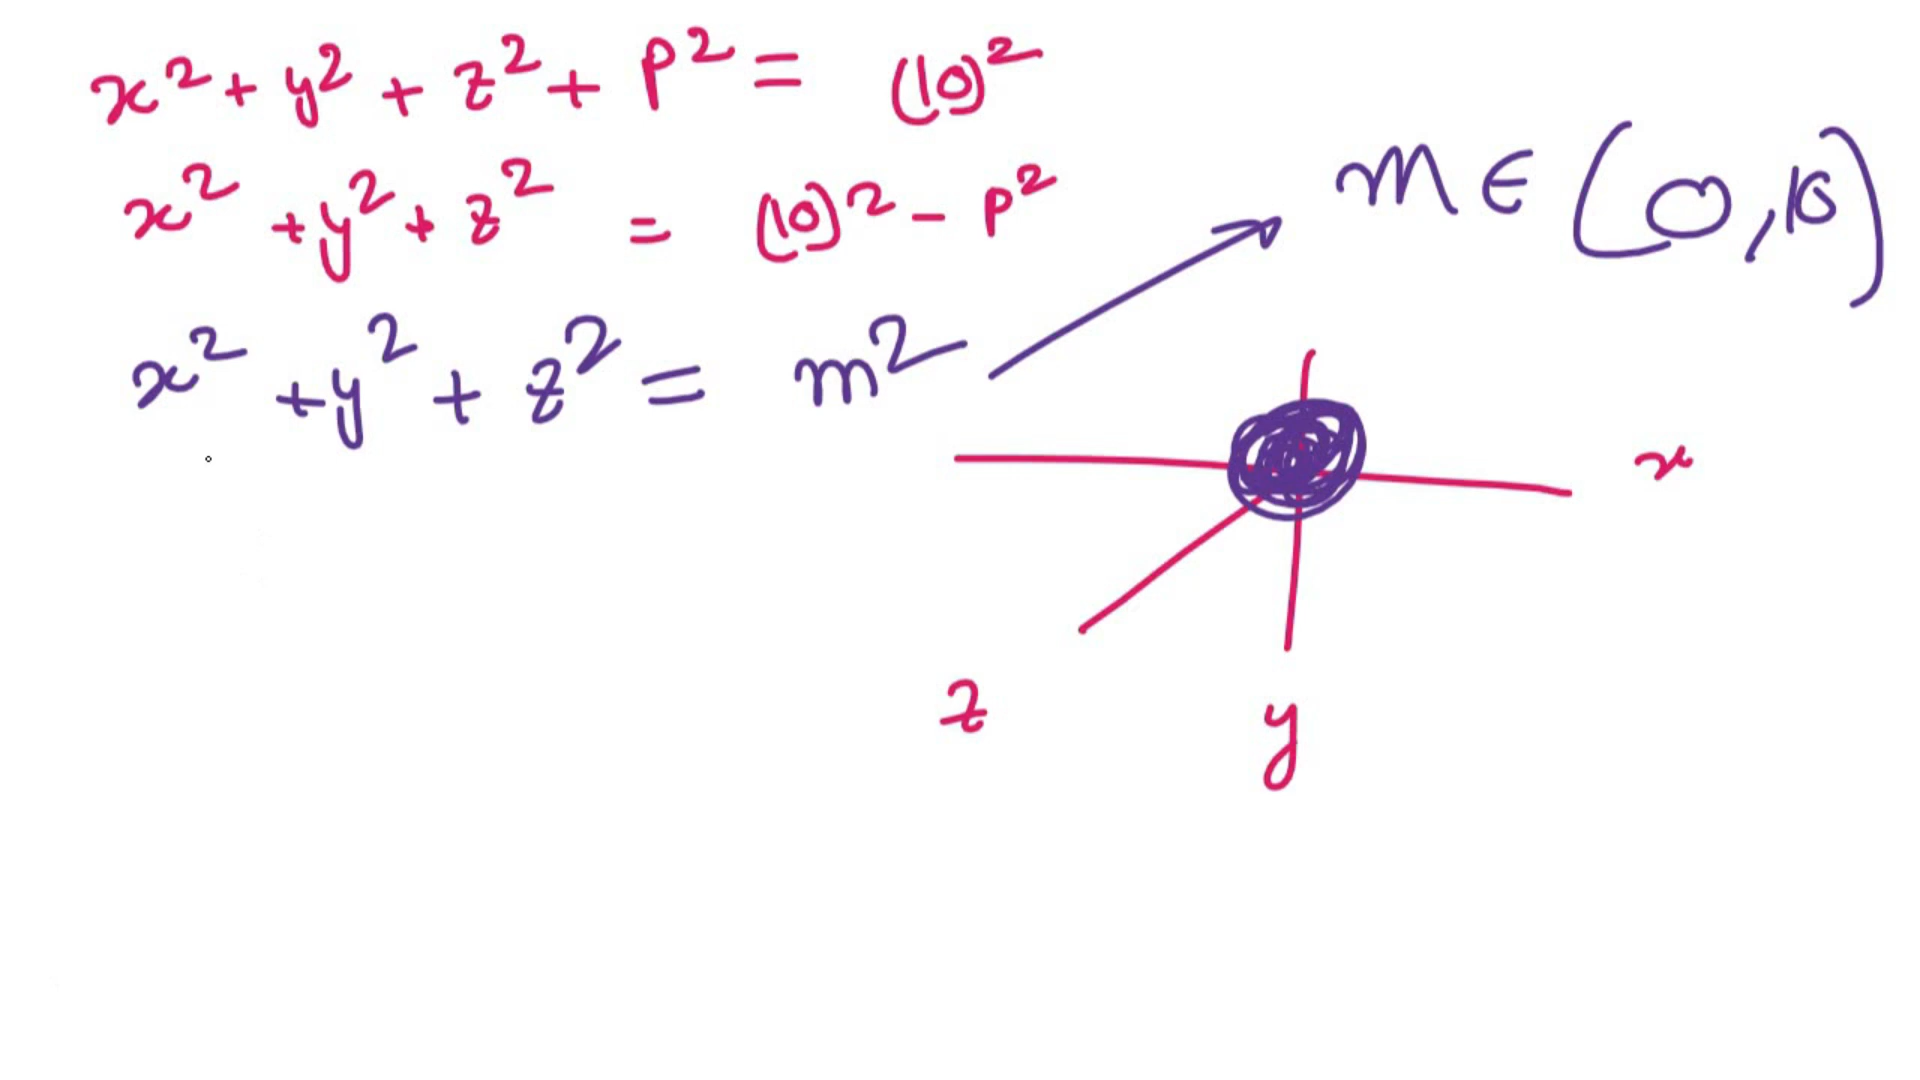 x² + y² + z² + p² = (10)²
x² + y² + z² = (10)² - p²
m ∈ (0,10)
x² + y² + z² = m²
x
z
y